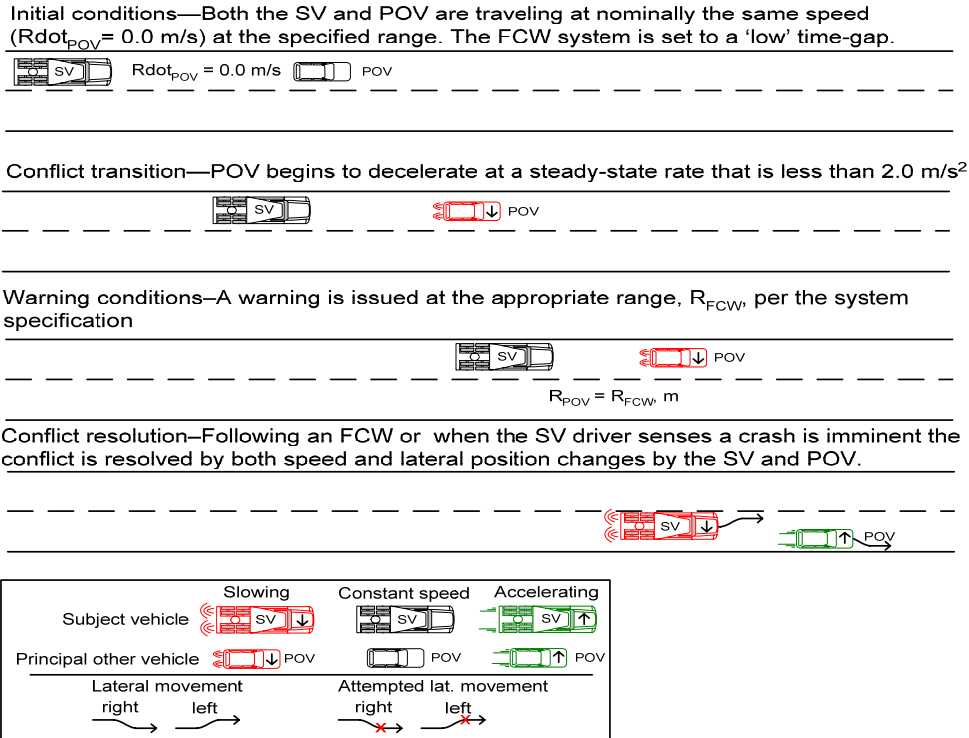 Initial conditions—Both the SV and POV are traveling at nominally the same speed
(Rdot_POV= 0.0 m/s) at the specified range. The FCW system is set to a ‘low’ time-gap.
SV Rdot_POV = 0.0 m/s POV
Conflict transition—POV begins to decelerate at a steady-state rate that is less than 2.0 m/s²
SV POV
Warning conditions–A warning is issued at the appropriate range, R_FCW, per the system
specification
SV POV
R_POV = R_FCW, m
Conflict resolution–Following an FCW or when the SV driver senses a crash is imminent the
conflict is resolved by both speed and lateral position changes by the SV and POV.
SV POV
Slowing Constant speed Accelerating
Subject vehicle SV SV SV
Principal other vehicle POV POV POV
Lateral movement Attempted lat. movement
right left right left